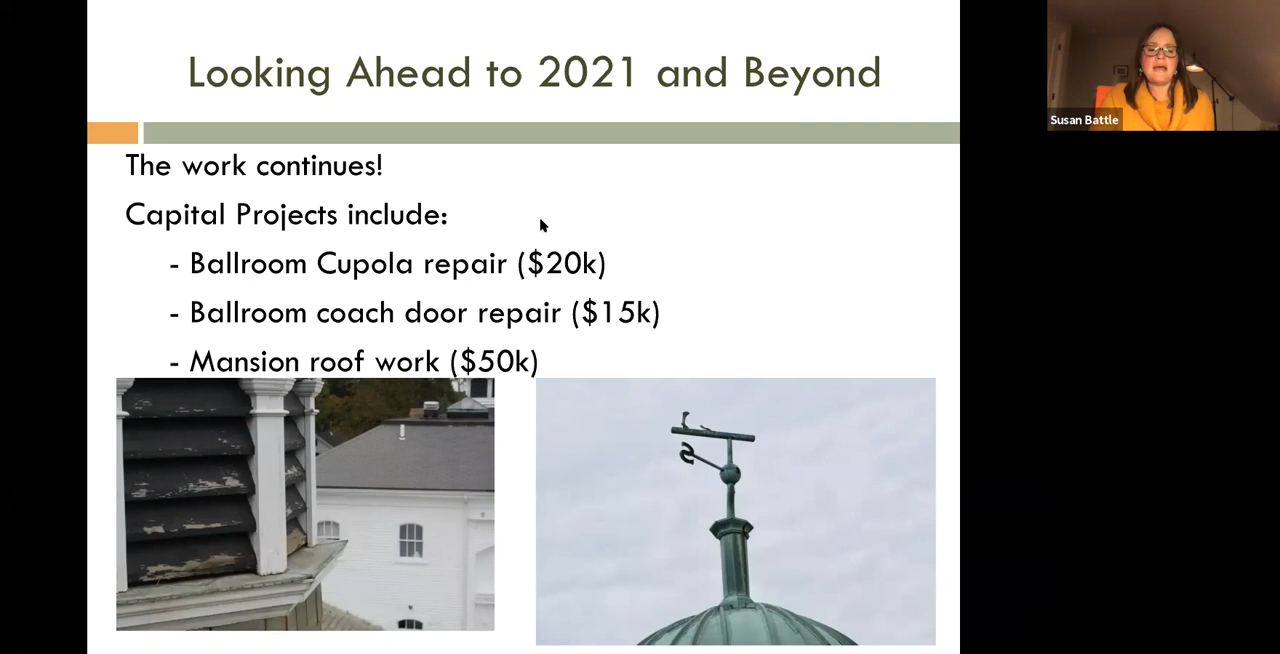 Looking Ahead to 2021 and Beyond
Susan Battle
The work continues!
Capital Projects include:
- Ballroom Cupola repair ($20k)
- Ballroom coach door repair ($15k)
- Mansion roof work ($50k)
S